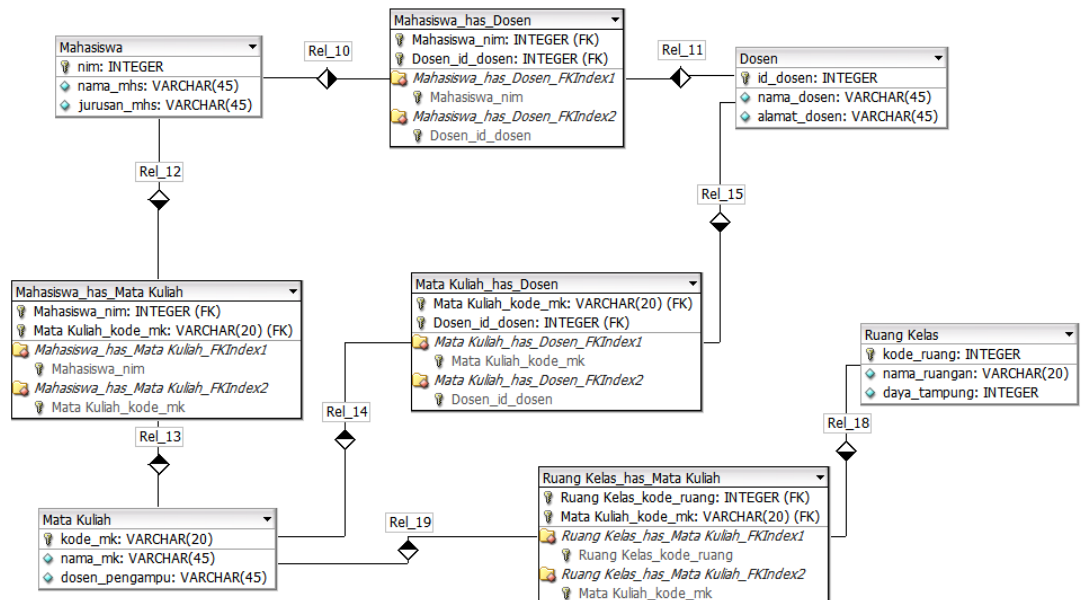 Mahasiswa
nim: INTEGER
nama_mhs: VARCHAR(45)
jurusan_mhs: VARCHAR(45)
Rel_10
Mahasiswa_has_Dosen
Mahasiswa_nim: INTEGER (FK)
Dosen_id_dosen: INTEGER (FK)
Mahasiswa_has_Dosen_FKIndex1
Mahasiswa_nim
Mahasiswa_has_Dosen_FKIndex2
Dosen_id_dosen
Rel_11
Dosen
id_dosen: INTEGER
nama_dosen: VARCHAR(45)
alamat_dosen: VARCHAR(45)
Rel_12
Rel_15
Mahasiswa_has_Mata Kuliah
Mahasiswa_nim: INTEGER (FK)
Mata Kuliah_kode_mk: VARCHAR(20) (FK)
Mahasiswa_has_Mata Kuliah_FKIndex1
Mahasiswa_nim
Mahasiswa_has_Mata Kuliah_FKIndex2
Mata Kuliah_kode_mk
Mata Kuliah_has_Dosen
Mata Kuliah_kode_mk: VARCHAR(20) (FK)
Dosen_id_dosen: INTEGER (FK)
Mata Kuliah_has_Dosen_FKIndex1
Mata Kuliah_kode_mk
Mata Kuliah_has_Dosen_FKIndex2
Dosen_id_dosen
Ruang Kelas
kode_ruang: INTEGER
nama_ruangan: VARCHAR(20)
daya_tampung: INTEGER
Rel_13
Rel_14
Rel_18
Mata Kuliah
kode_mk: VARCHAR(20)
nama_mk: VARCHAR(45)
dosen_pengampu: VARCHAR(45)
Rel_19
Ruang Kelas_has_Mata Kuliah
Ruang Kelas_kode_ruang: INTEGER (FK)
Mata Kuliah_kode_mk: VARCHAR(20) (FK)
Ruang Kelas_has_Mata Kuliah_FKIndex1
Ruang Kelas_kode_ruang
Ruang Kelas_has_Mata Kuliah_FKIndex2
Mata Kuliah_kode_mk